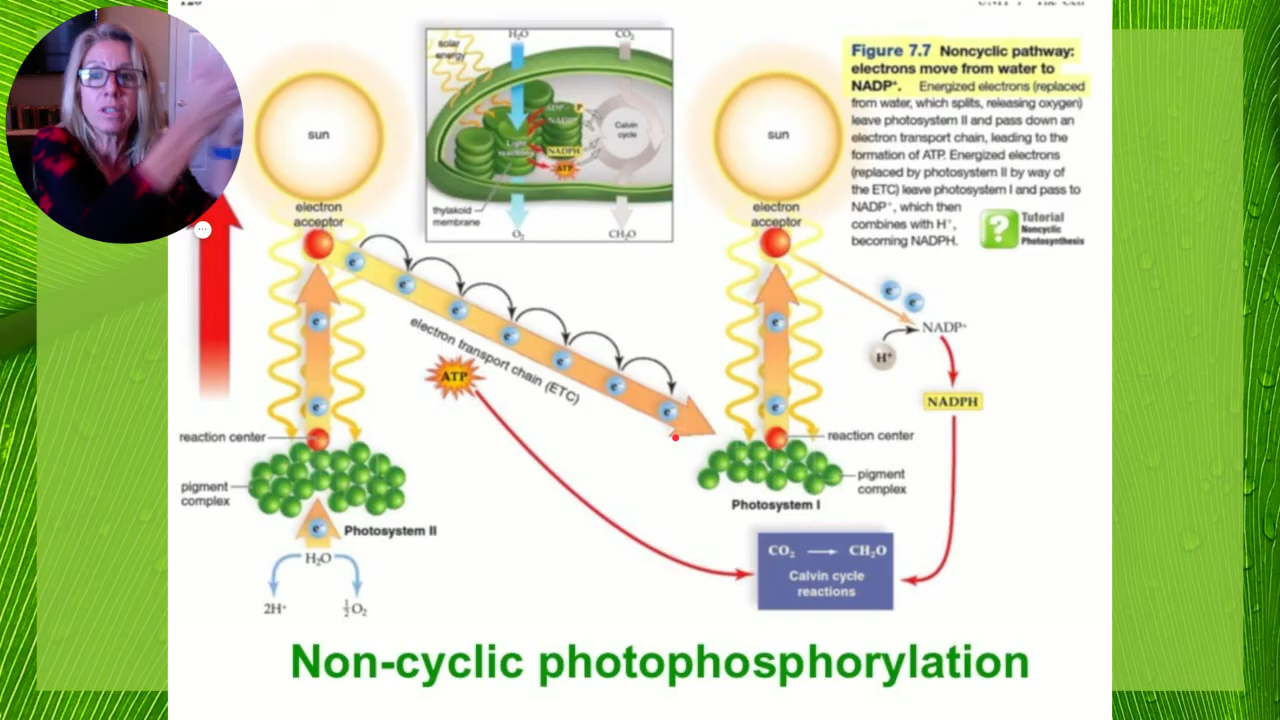 Figure 7.7 Noncyclic pathway:
electrons move from water to
NADP⁺. Energized electrons (replaced
from water, which splits, releasing oxygen)
leave photosystem II and pass down an
electron transport chain, leading to the
formation of ATP. Energized electrons
(replaced by photosystem II by way of
the ETC) leave photosystem I and pass to
NADP⁺, which then
combines with H⁺,
becoming NADPH.
?
Tutorial
Noncyclic
Photosynthesis
solar
energy
H₂O
CO₂
ADP
P
NADP
Light
reactions
NADPH
ATP
Calvin
cycle
thylakoid
membrane
O₂
CH₂O
sun
electron
acceptor
e⁻
e⁻
e⁻
e⁻
e⁻
e⁻
e⁻
e⁻
e⁻
electron transport chain (ETC)
ATP
reaction center
pigment
complex
Photosystem II
e⁻
H₂O
2H⁺
½O₂
sun
electron
acceptor
e⁻
e⁻
e⁻
e⁻
NADP⁺
H⁺
NADPH
reaction center
pigment
complex
Photosystem I
CO₂ → CH₂O
Calvin cycle
reactions
Non-cyclic photophosphorylation